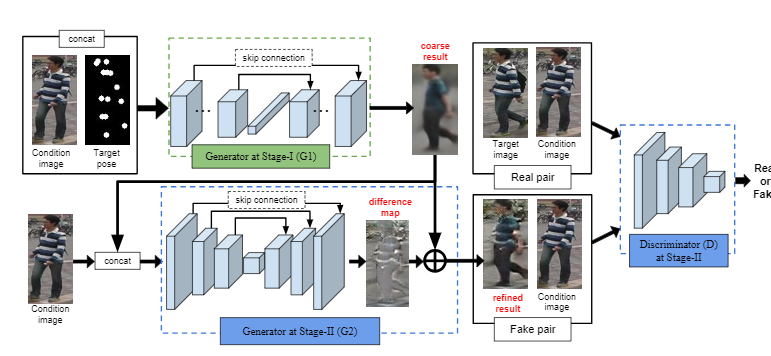 concat
Condition
image
Target
pose
skip connection
Generator at Stage-I (G1)
coarse
result
Target
image
Condition
image
Real pair
Condition
image
concat
skip connection
Generator at Stage-II (G2)
difference
map
refined
result
Condition
image
Fake pair
Discriminator (D)
at Stage-II
Rea
or
Fak